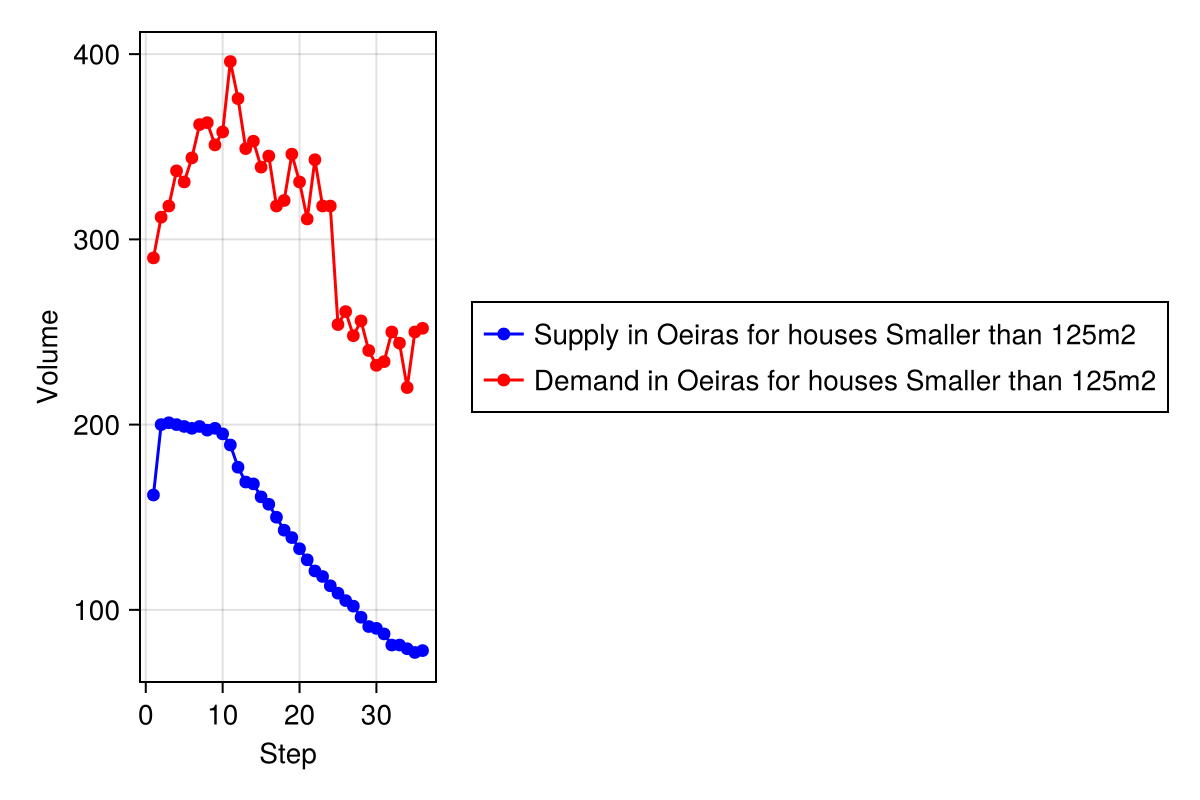 400
300
200
100
Volume
0 10 20 30
Step
Supply in Oeiras for houses Smaller than 125m2
Demand in Oeiras for houses Smaller than 125m2